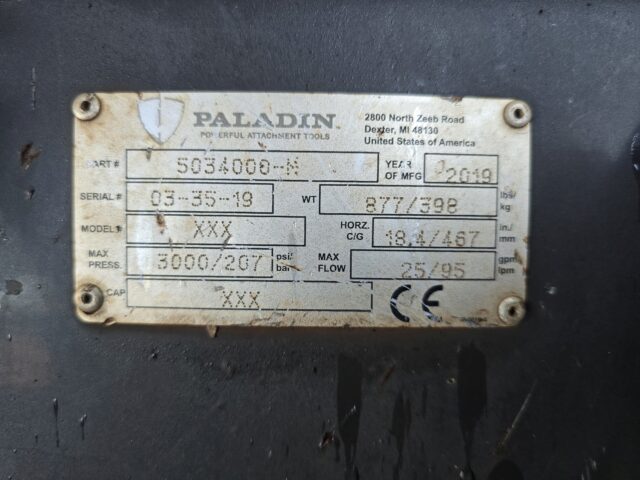 PALADIN
POWERFUL ATTACHMENT TOOLS
2800 North Zeeb Road
Dexter, MI 48130
United States of America
PART # 5034000-M YEAR OF MFG 2019
SERIAL # 03-35-19 WT 877/398 lbs/ kg
MODEL # XXX HORZ. C/G 18.4/467 in./ mm
MAX PRESS. 3000/207 psi/ bar MAX FLOW 25/95 gpm lpm
CAP XXX CE